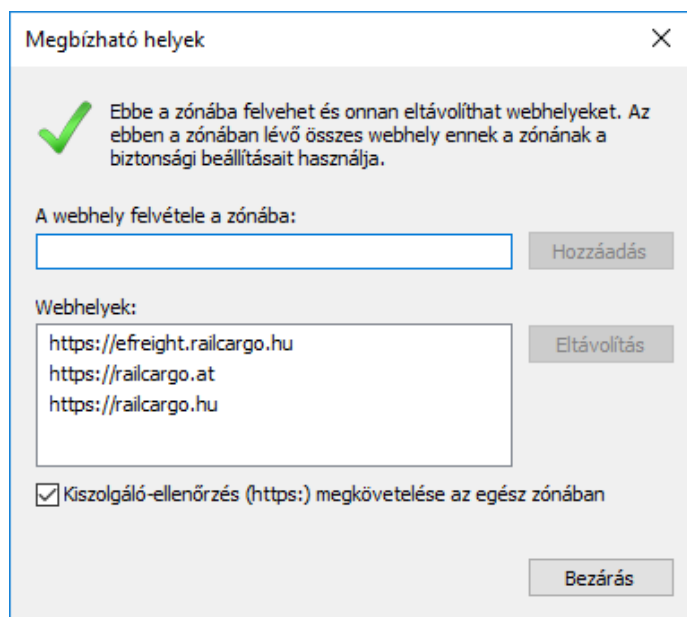 Megbízható helyek
Ebbe a zónába felvehet és onnan eltávolíthat webhelyeket. Az
ebben a zónában lévő összes webhely ennek a zónának a
biztonsági beállításait használja.
A webhely felvétele a zónába:
Hozzáadás
Webhelyek:
https://efreight.railcargo.hu
https://railcargo.at
https://railcargo.hu
Eltávolítás
Kiszolgáló-ellenőrzés (https:) megkövetelése az egész zónában
Bezárás